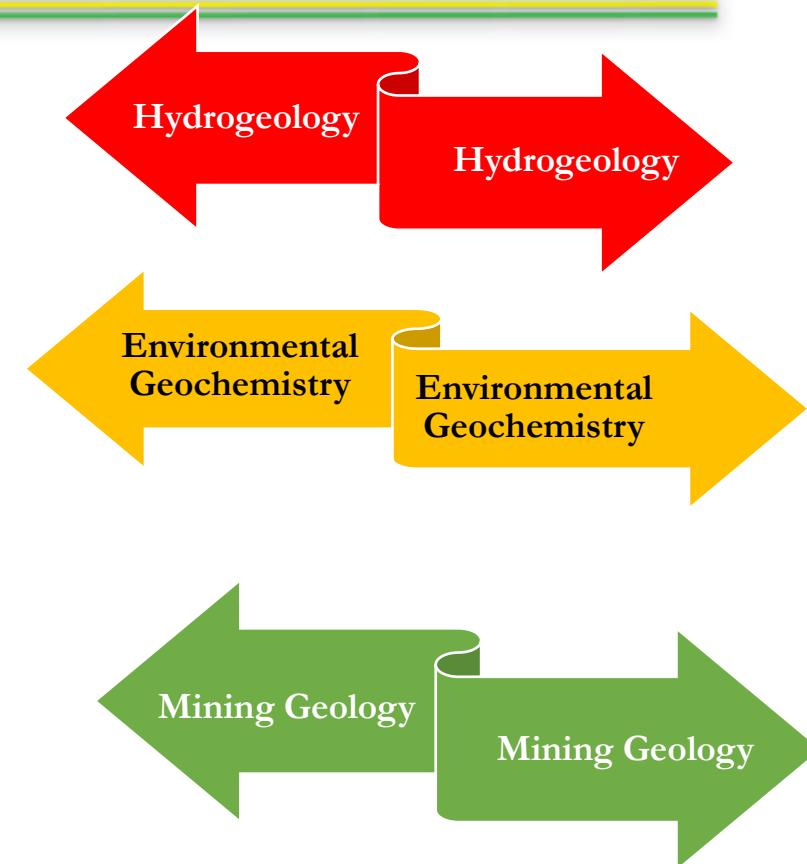 Hydrogeology
Hydrogeology
Environmental
Geochemistry
Environmental
Geochemistry
Mining Geology
Mining Geology